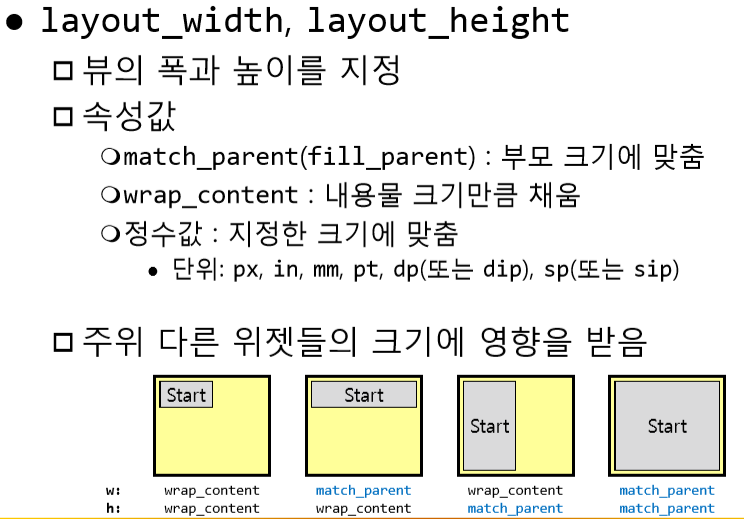 ● layout_width, layout_height
□ 뷰의 폭과 높이를 지정
□ 속성값
○match_parent(fill_parent) : 부모 크기에 맞춤
○wrap_content : 내용물 크기만큼 채움
○정수값 : 지정한 크기에 맞춤
● 단위: px, in, mm, pt, dp(또는 dip), sp(또는 sip)
□ 주위 다른 위젯들의 크기에 영향을 받음
Start Start Start Start
w: wrap_content match_parent wrap_content match_parent
h: wrap_content wrap_content match_parent match_parent